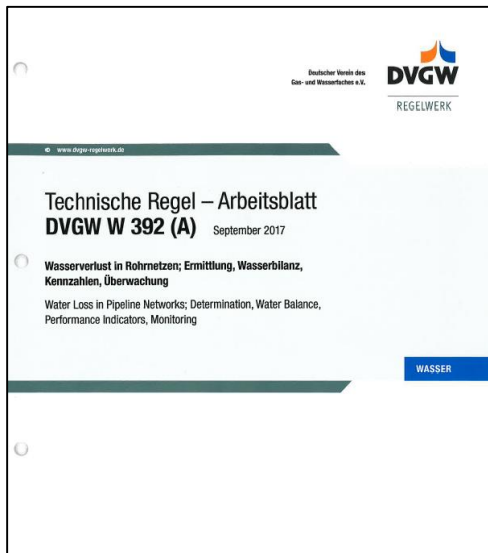 Deutscher Verein des
Gas- und Wasserfaches e.V.
DVGW
REGELWERK
www.dvgw-regelwerk.de
Technische Regel – Arbeitsblatt
DVGW W 392 (A) September 2017
Wasserverlust in Rohrnetzen; Ermittlung, Wasserbilanz,
Kennzahlen, Überwachung
Water Loss in Pipeline Networks; Determination, Water Balance,
Performance Indicators, Monitoring
WASSER